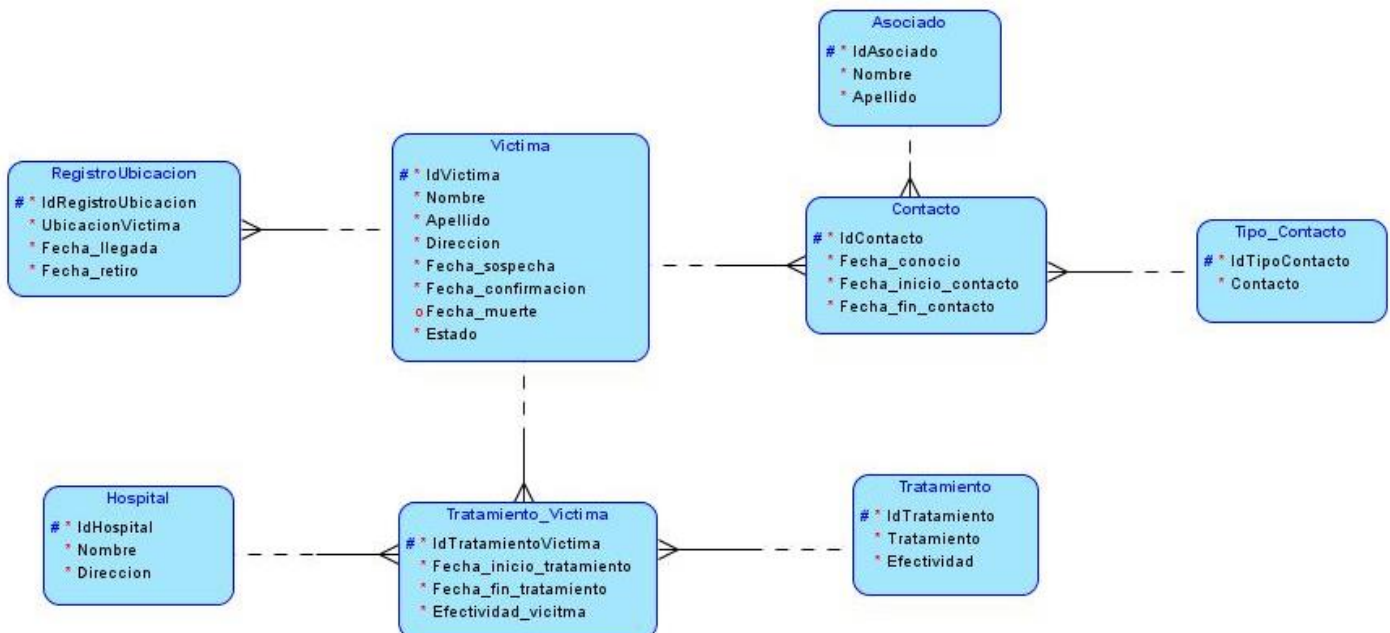 Asociado
# * IdAsociado
* Nombre
* Apellido
Victima
# * IdVictima
* Nombre
* Apellido
* Direccion
* Fecha_sospecha
* Fecha_confirmacion
o Fecha_muerte
* Estado
RegistroUbicacion
# * IdRegistroUbicacion
* UbicacionVictima
* Fecha_llegada
* Fecha_retiro
Contacto
# * IdContacto
* Fecha_conocio
* Fecha_inicio_contacto
* Fecha_fin_contacto
Tipo_Contacto
# * IdTipoContacto
* Contacto
Hospital
# * IdHospital
* Nombre
* Direccion
Tratamiento_Victima
# * IdTratamientoVictima
* Fecha_inicio_tratamiento
* Fecha_fin_tratamiento
* Efectividad_vicitma
Tratamiento
# * IdTratamiento
* Tratamiento
* Efectividad